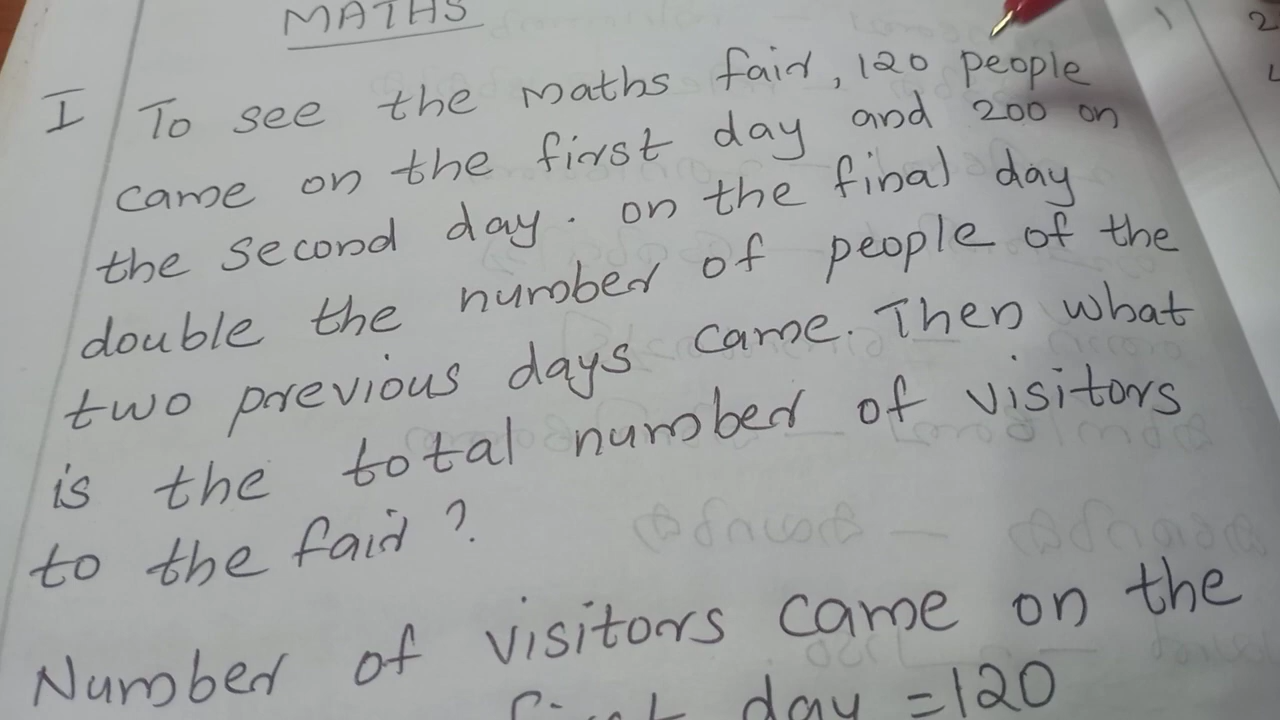 MATHS
I To see the maths fair, 120 people
came on the first day and 200 on
the second day. on the final day
double the number of people of the
two previous days came. Then what
is the total number of visitors
to the fair?
Number of visitors came on the
first day = 120
2